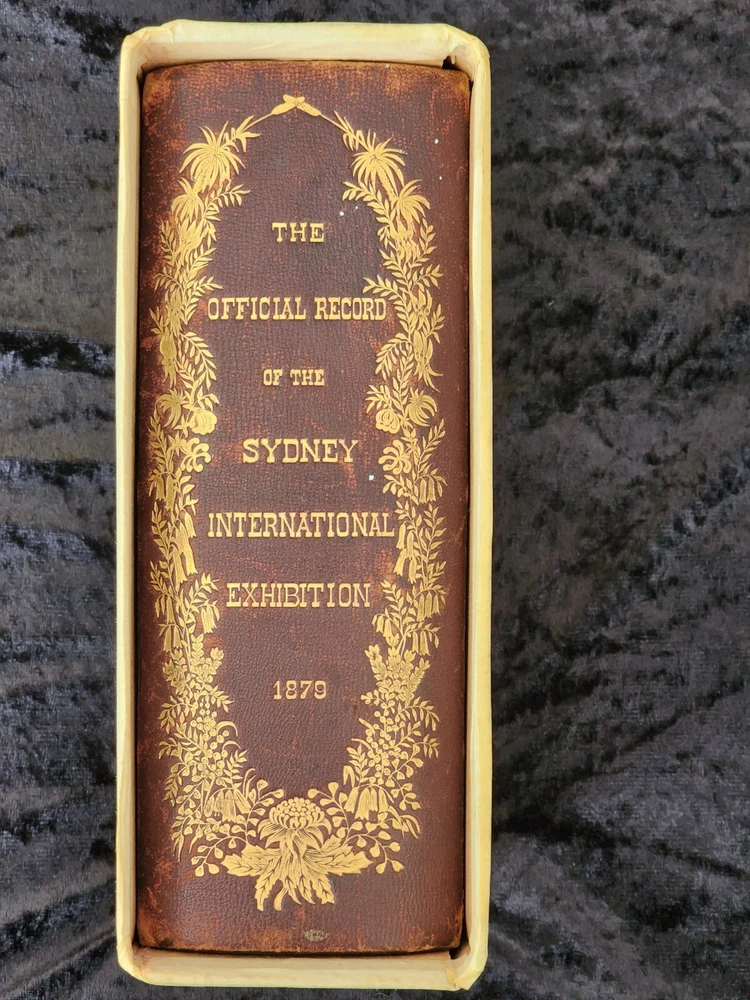 THE
OFFICIAL RECORD
OF THE
SYDNEY
INTERNATIONAL
EXHIBITION
1879